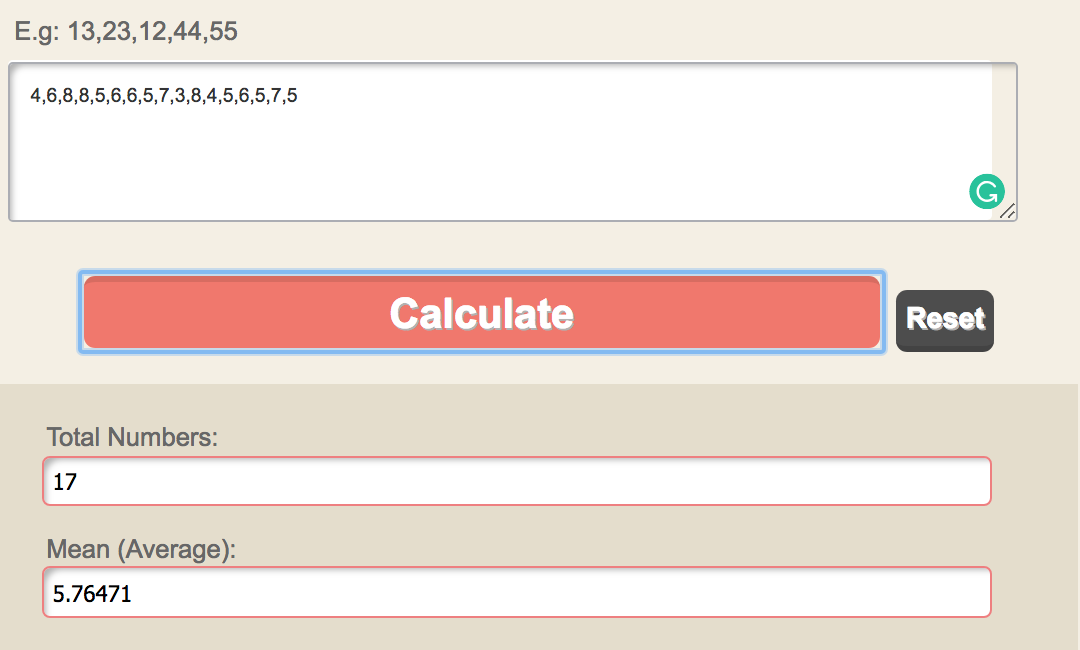 E.g: 13,23,12,44,55
4,6,8,8,5,6,6,5,7,3,8,4,5,6,5,7,5
Calculate
Reset
Total Numbers:
17
Mean (Average):
5.76471